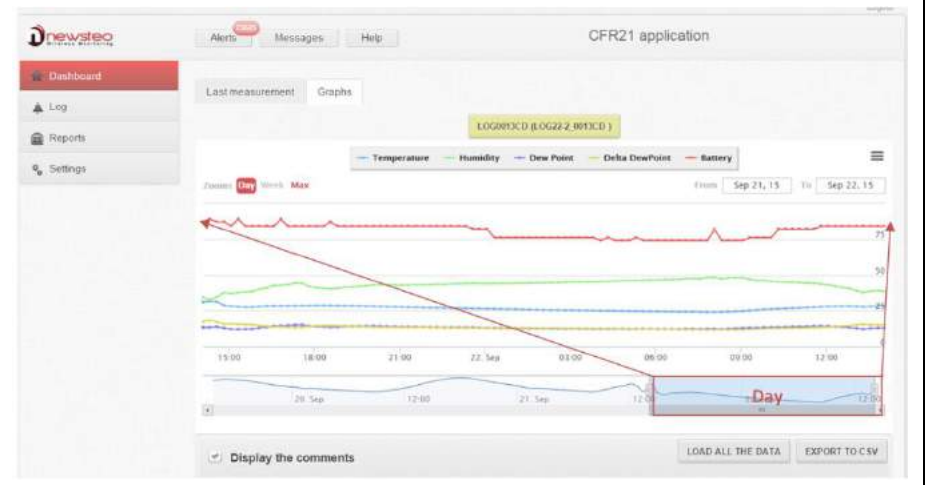 newsteo
Wireless Monitoring
Alerts
Messages
Help
CFR21 application
Dashboard
Log
Reports
Settings
Last measurement
Graphs
LOG0013CD (LOG22-2_0013CD )
Temperature
Humidity
Dew Point
Delta DewPoint
Battery
Zooms
Day
Week
Max
From
Sep 21, 15
To
Sep 22, 15
75
50
25
0
15:00
18:00
21:00
22. Sep
03:00
06:00
09:00
12:00
20. Sep
12:00
21. Sep
Day
12:00
Display the comments
LOAD ALL THE DATA
EXPORT TO CSV